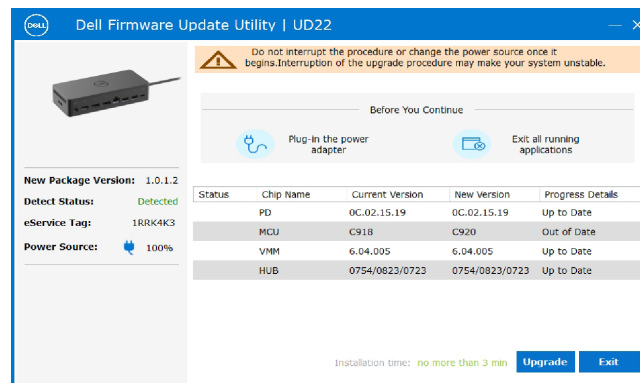 DELL
Dell Firmware Update Utility | UD22
Do not interrupt the procedure or change the power source once it
begins.Interruption of the upgrade procedure may make your system unstable.
Before You Continue
Plug-in the power
adapter
Exit all running
applications
New Package Version: 1.0.1.2
Detect Status: Detected
eService Tag: 1RRK4K3
Power Source: 100%
Status Chip Name Current Version New Version Progress Details
PD 0C.02.15.19 0C.02.15.19 Up to Date
MCU C918 C920 Out of Date
VMM 6.04.005 6.04.005 Up to Date
HUB 0754/0823/0723 0754/0823/0723 Up to Date
Installation time: no more than 3 min Upgrade Exit